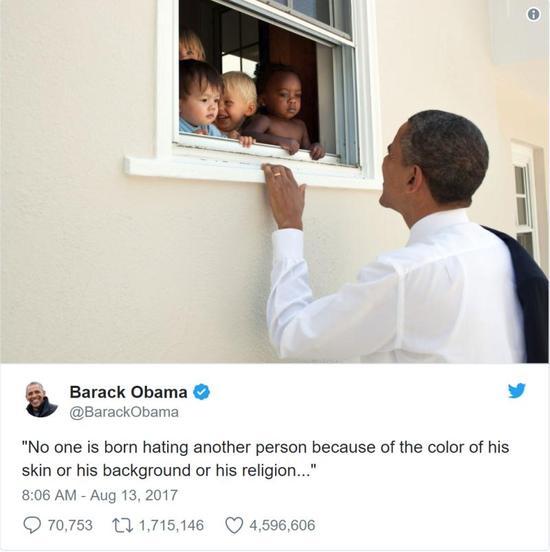 Barack Obama
@BarackObama
"No one is born hating another person because of the color of his
skin or his background or his religion..."
8:06 AM - Aug 13, 2017
70,753 1,715,146 4,596,606